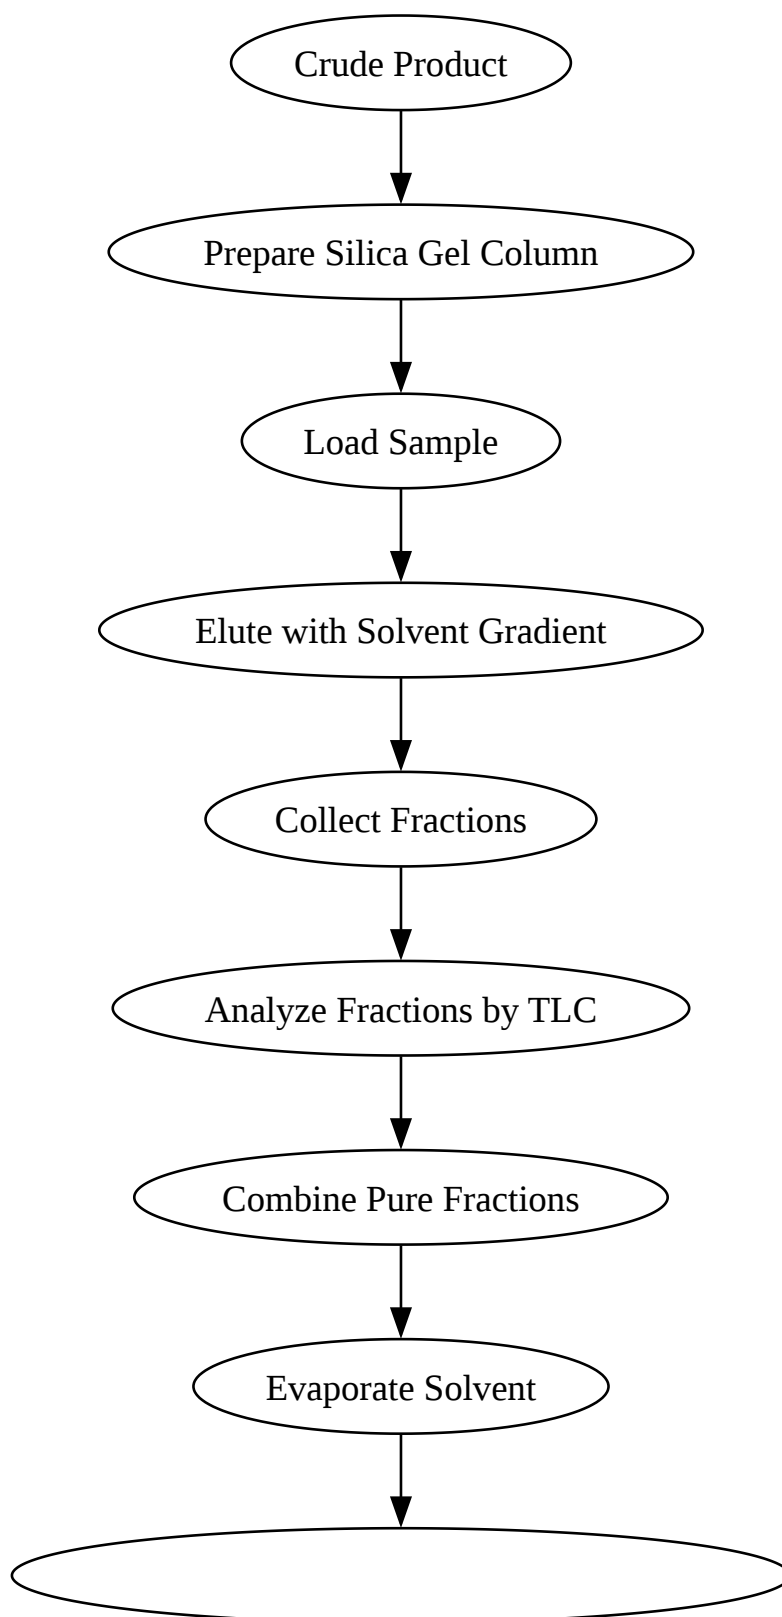 Crude Product
Prepare Silica Gel Column
Load Sample
Elute with Solvent Gradient
Collect Fractions
Analyze Fractions by TLC
Combine Pure Fractions
Evaporate Solvent